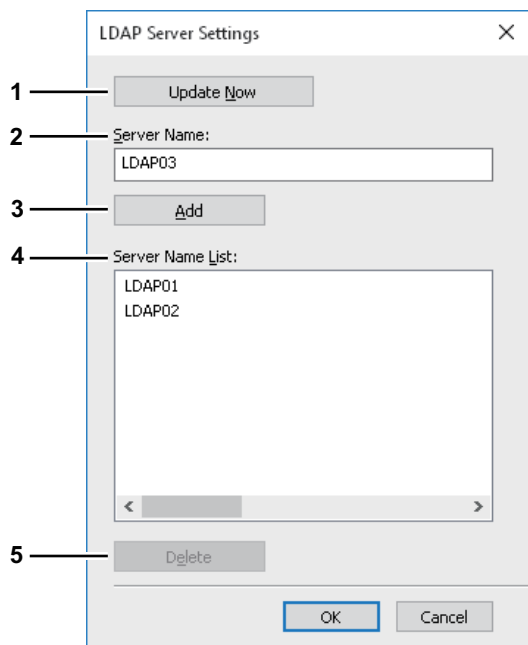 LDAP Server Settings
1
Update Now
2
Server Name:
LDAP03
3
Add
4
Server Name List:
LDAP01
LDAP02
5
Delete
OK Cancel